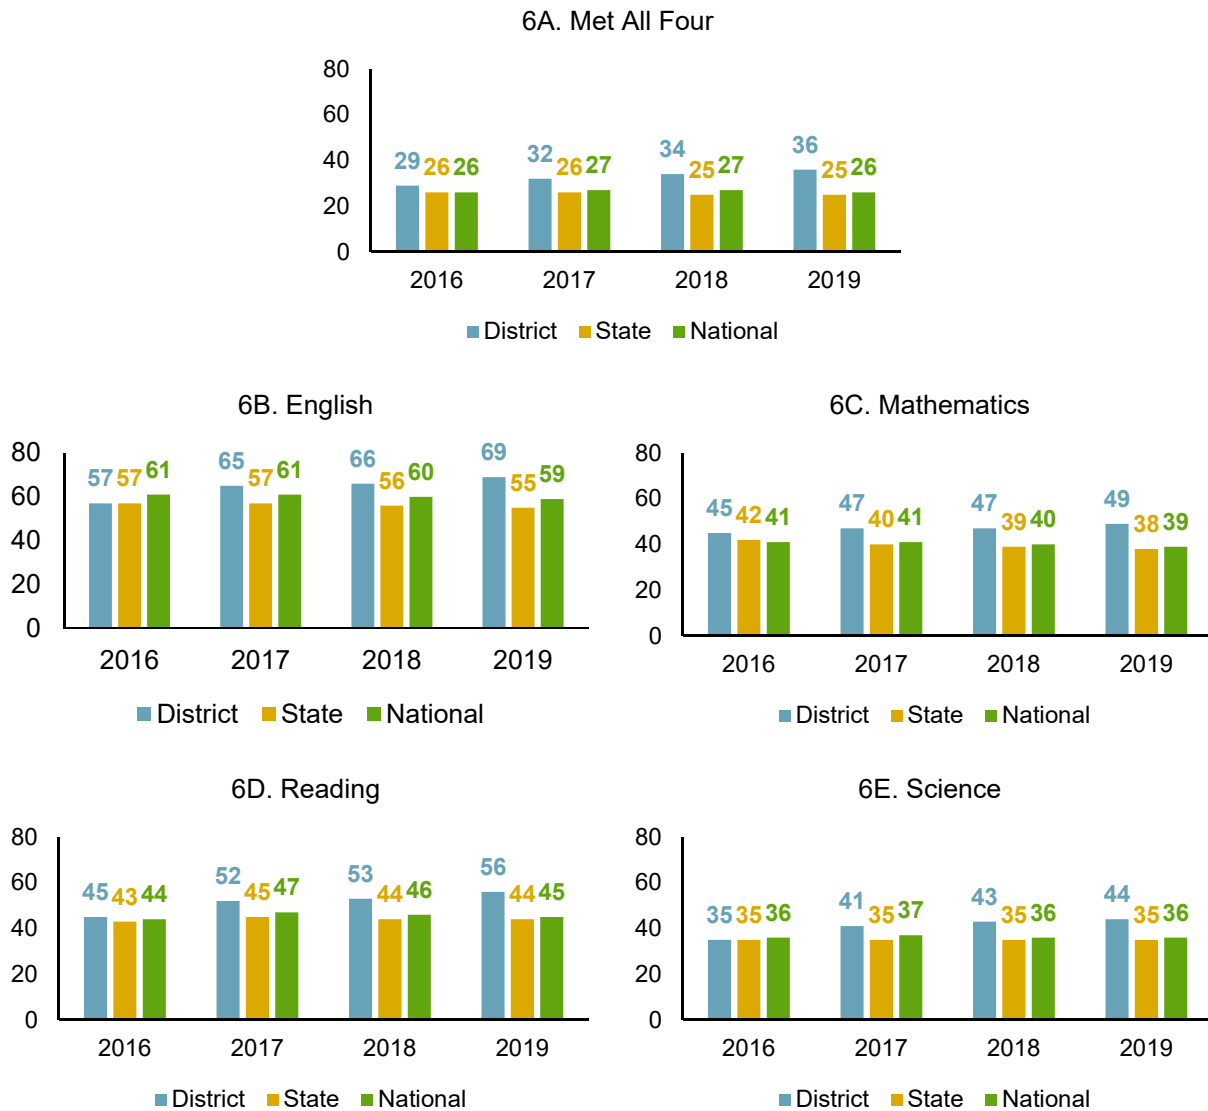 6A. Met All Four
80
60
40
20
0
29 26 26 32 26 27 34 25 27 36 25 26
2016 2017 2018 2019
District State National
6B. English
80
60
40
20
0
57 57 61 65 57 61 66 56 60 69 55 59
2016 2017 2018 2019
District State National
6C. Mathematics
80
60
40
20
0
45 42 41 47 40 41 47 39 40 49 38 39
2016 2017 2018 2019
District State National
6D. Reading
80
60
40
20
0
45 43 44 52 45 47 53 44 46 56 44 45
2016 2017 2018 2019
District State National
6E. Science
80
60
40
20
0
35 35 36 41 35 37 43 35 36 44 35 36
2016 2017 2018 2019
District State National